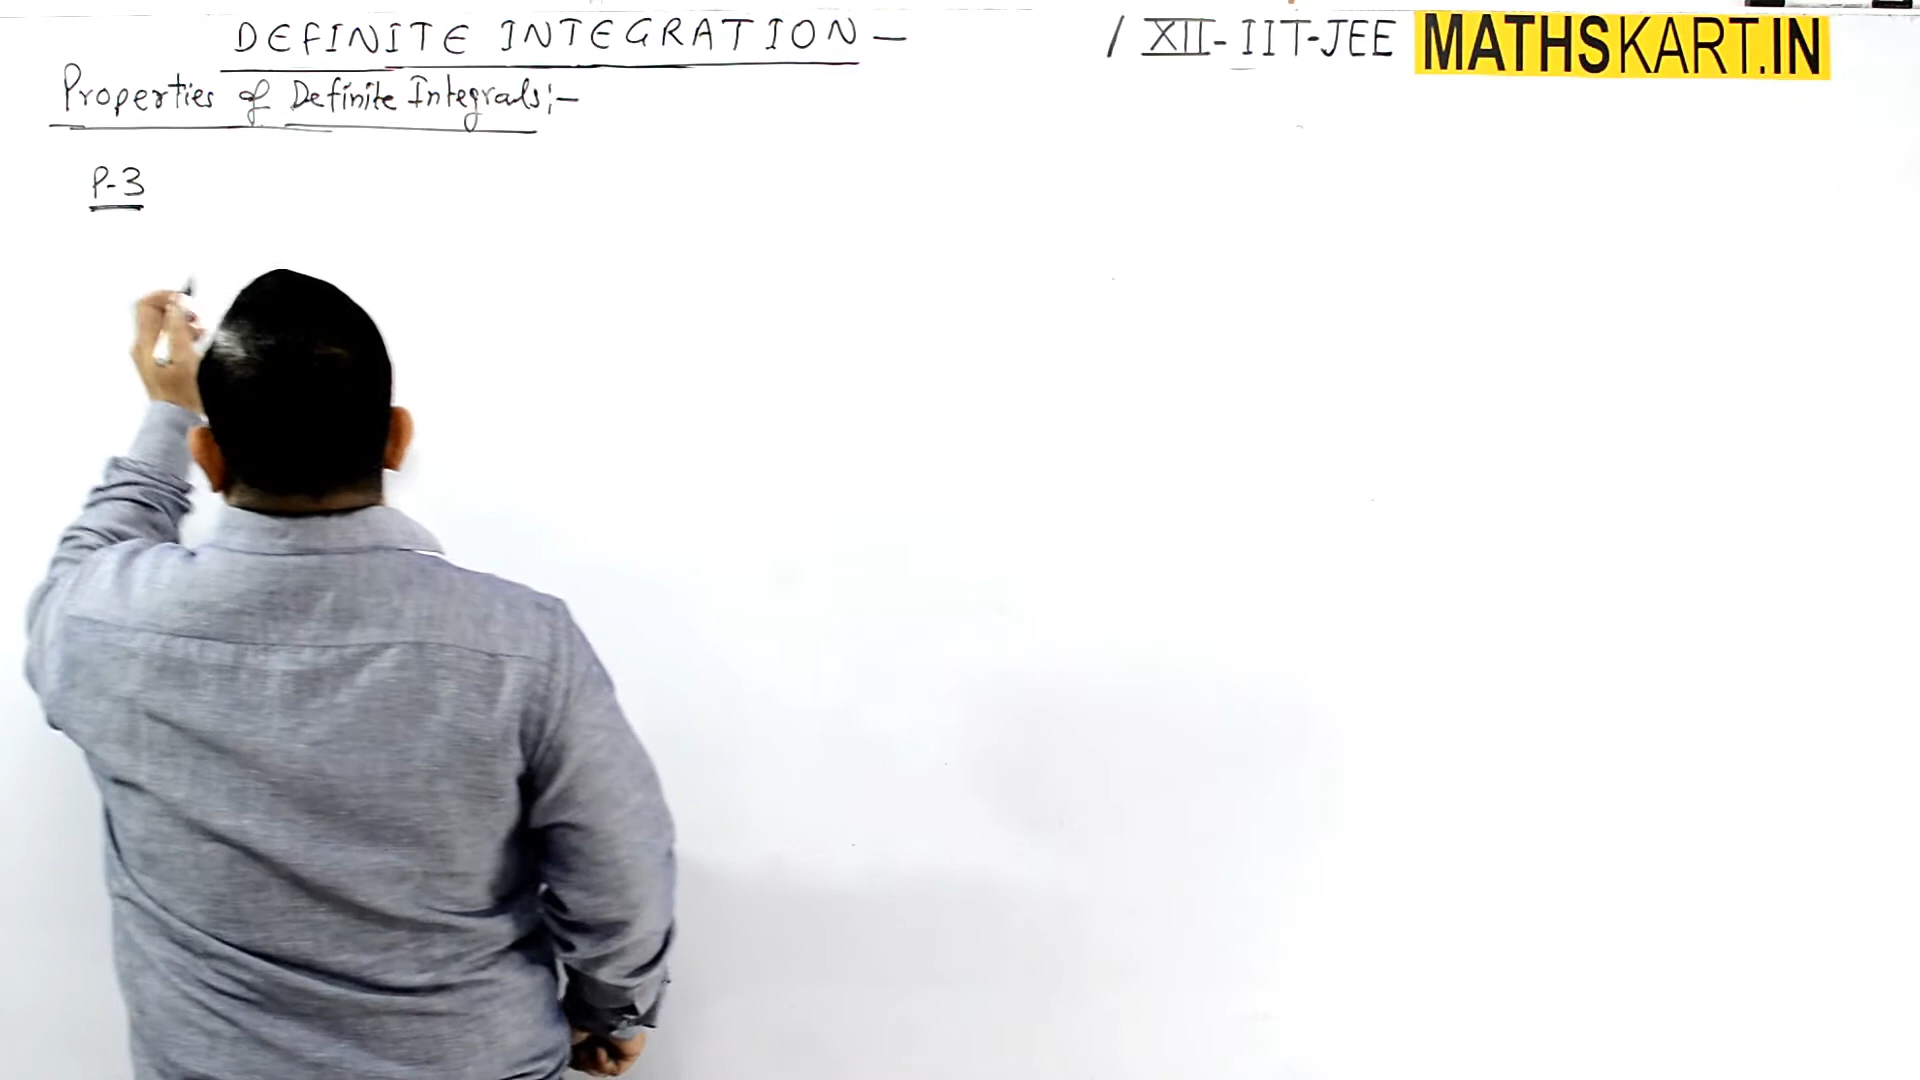 DEFINITE INTEGRATION — / XII-IIT-JEE MATHSKART.IN
Properties of Definite Integrals:-
P-3